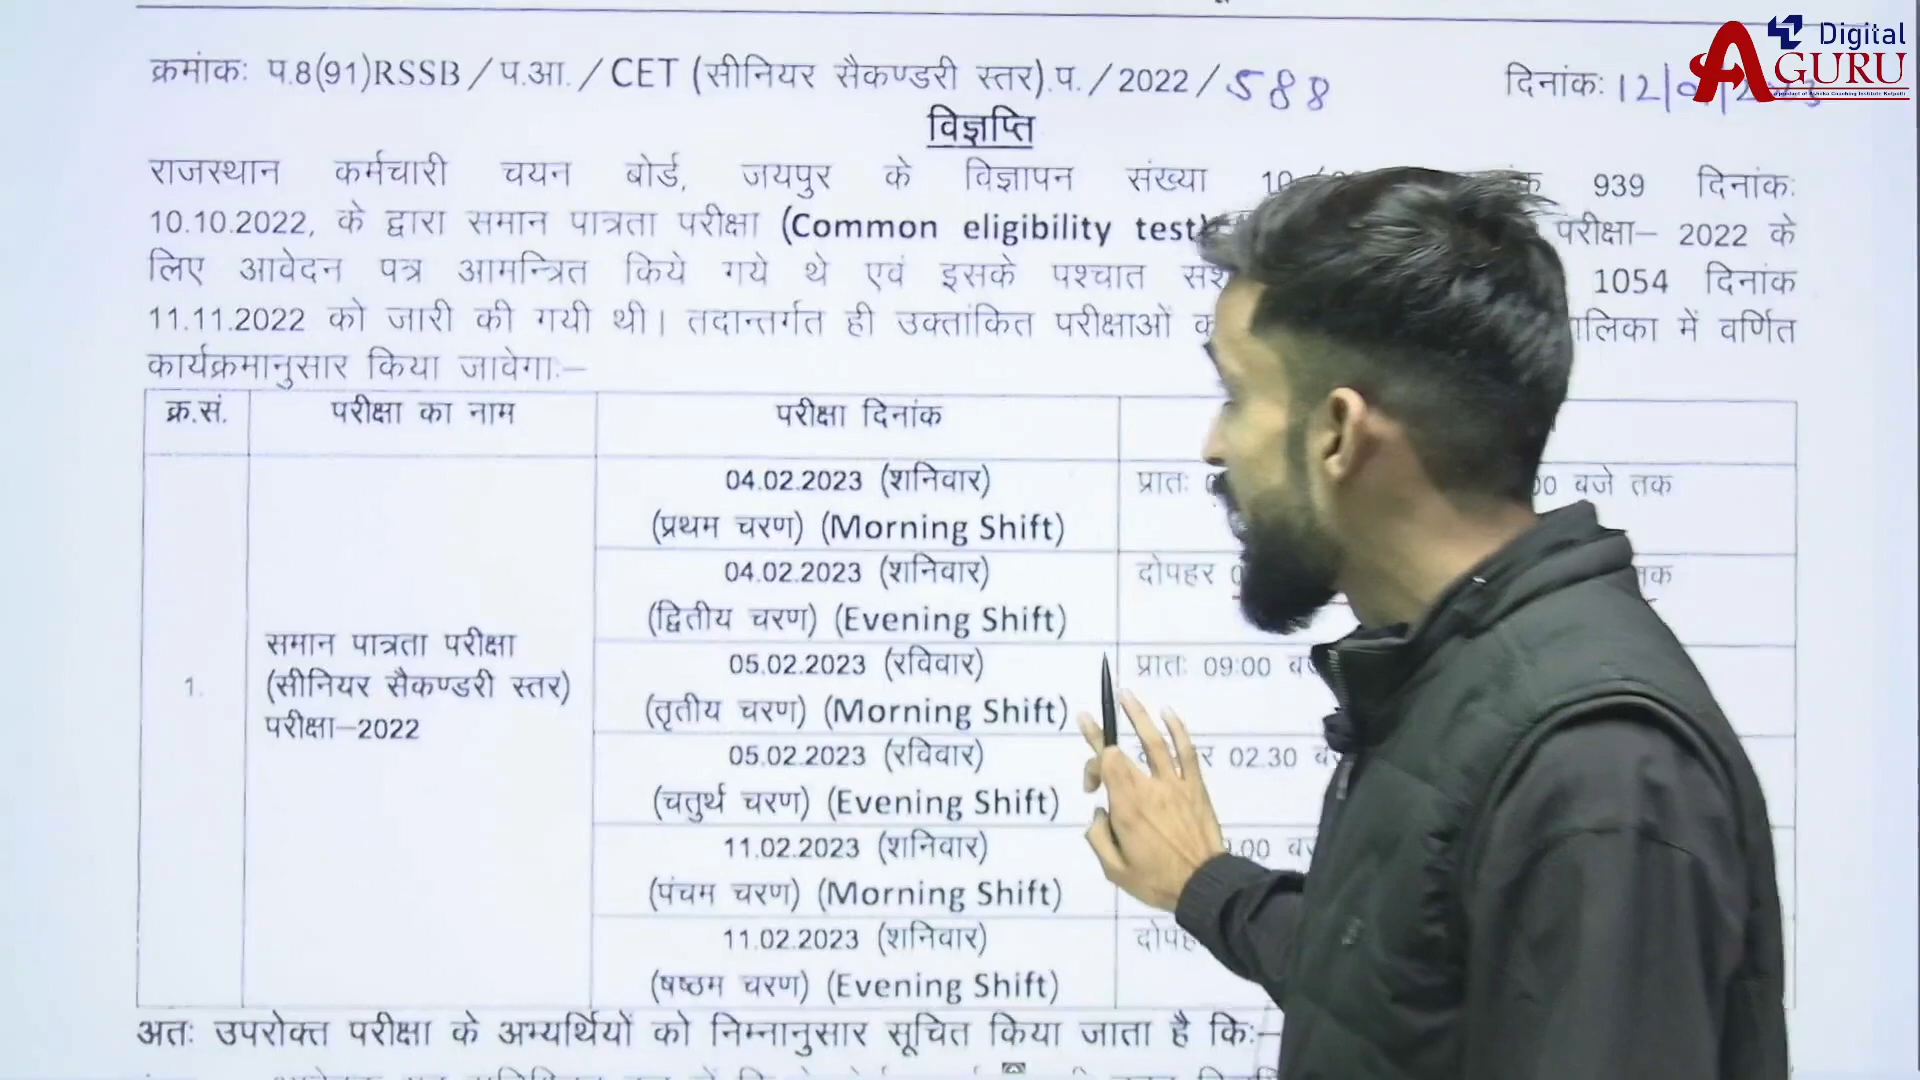 Digital
AGURU
क्रमांकः प.8(91)RSSB/प.आ./CET (सीनियर सैकण्डरी स्तर).प./2022/588 दिनांकः 12/
विज्ञप्ति
राजस्थान कर्मचारी चयन बोर्ड, जयपुर के विज्ञापन संख्या 10 939 दिनांकः
10.10.2022, के द्वारा समान पात्रता परीक्षा (Common eligibility test) परीक्षा– 2022 के
लिए आवेदन पत्र आमन्त्रित किये गये थे एवं इसके पश्चात 1054 दिनांक
11.11.2022 को जारी की गयी थी। तदान्तर्गत ही उक्तांकित परीक्षाओं में वर्णित
कार्यक्रमानुसार किया जावेगाः–
क्र.सं. परीक्षा का नाम परीक्षा दिनांक
04.02.2023 (शनिवार) प्रातः बजे तक
(प्रथम चरण) (Morning Shift)
04.02.2023 (शनिवार) दोपहर
(द्वितीय चरण) (Evening Shift)
1. समान पात्रता परीक्षा
(सीनियर सैकण्डरी स्तर)
परीक्षा–2022
05.02.2023 (रविवार) प्रातः 09:00
(तृतीय चरण) (Morning Shift)
05.02.2023 (रविवार) 02.30
(चतुर्थ चरण) (Evening Shift)
11.02.2023 (शनिवार)
(पंचम चरण) (Morning Shift)
11.02.2023 (शनिवार)
(षष्ठम चरण) (Evening Shift)
अतः उपरोक्त परीक्षा के अभ्यर्थियों को निम्नानुसार सूचित किया जाता है किः–